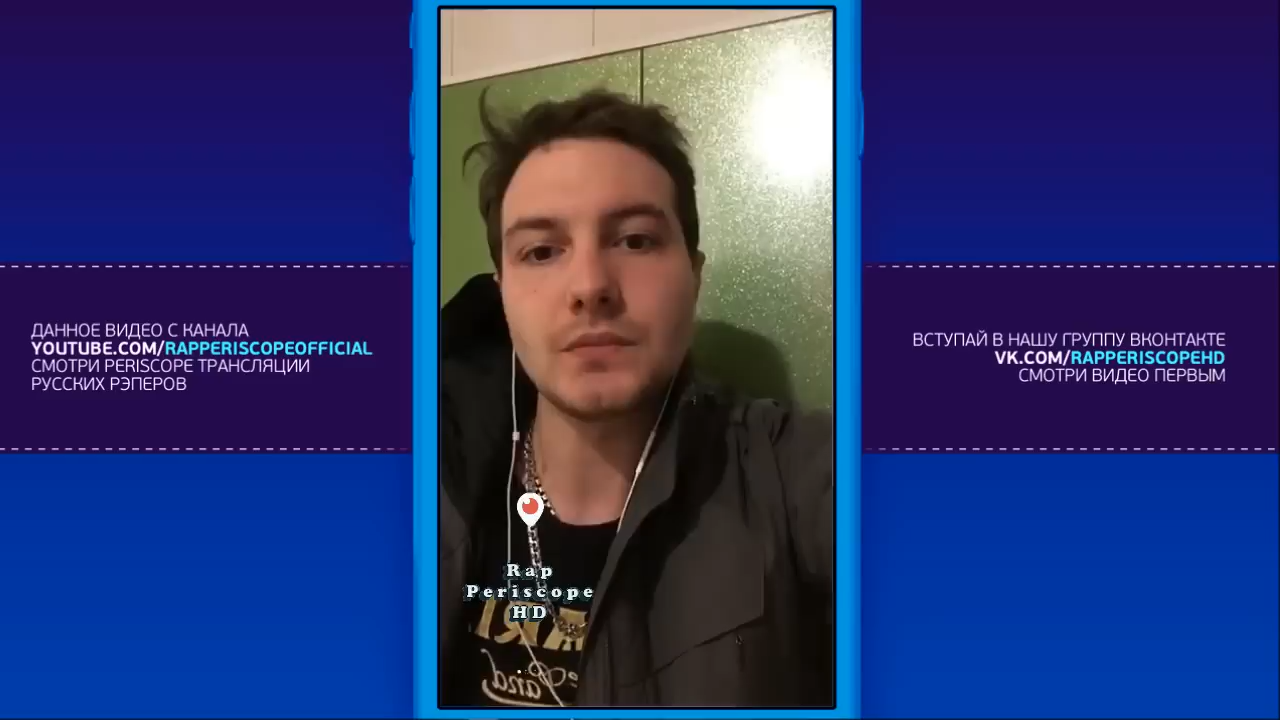 ДАННОЕ ВИДЕО С КАНАЛА
YOUTUBE.COM/RAPPERISCOPEOFFICIAL
СМОТРИ PERISCOPE ТРАНСЛЯЦИИ
РУССКИХ РЭПЕРОВ
ВСТУПАЙ В НАШУ ГРУППУ ВКОНТАКТЕ
VK.COM/RAPPERISCOPEHD
СМОТРИ ВИДЕО ПЕРВЫМ
Rap
Periscope
HD